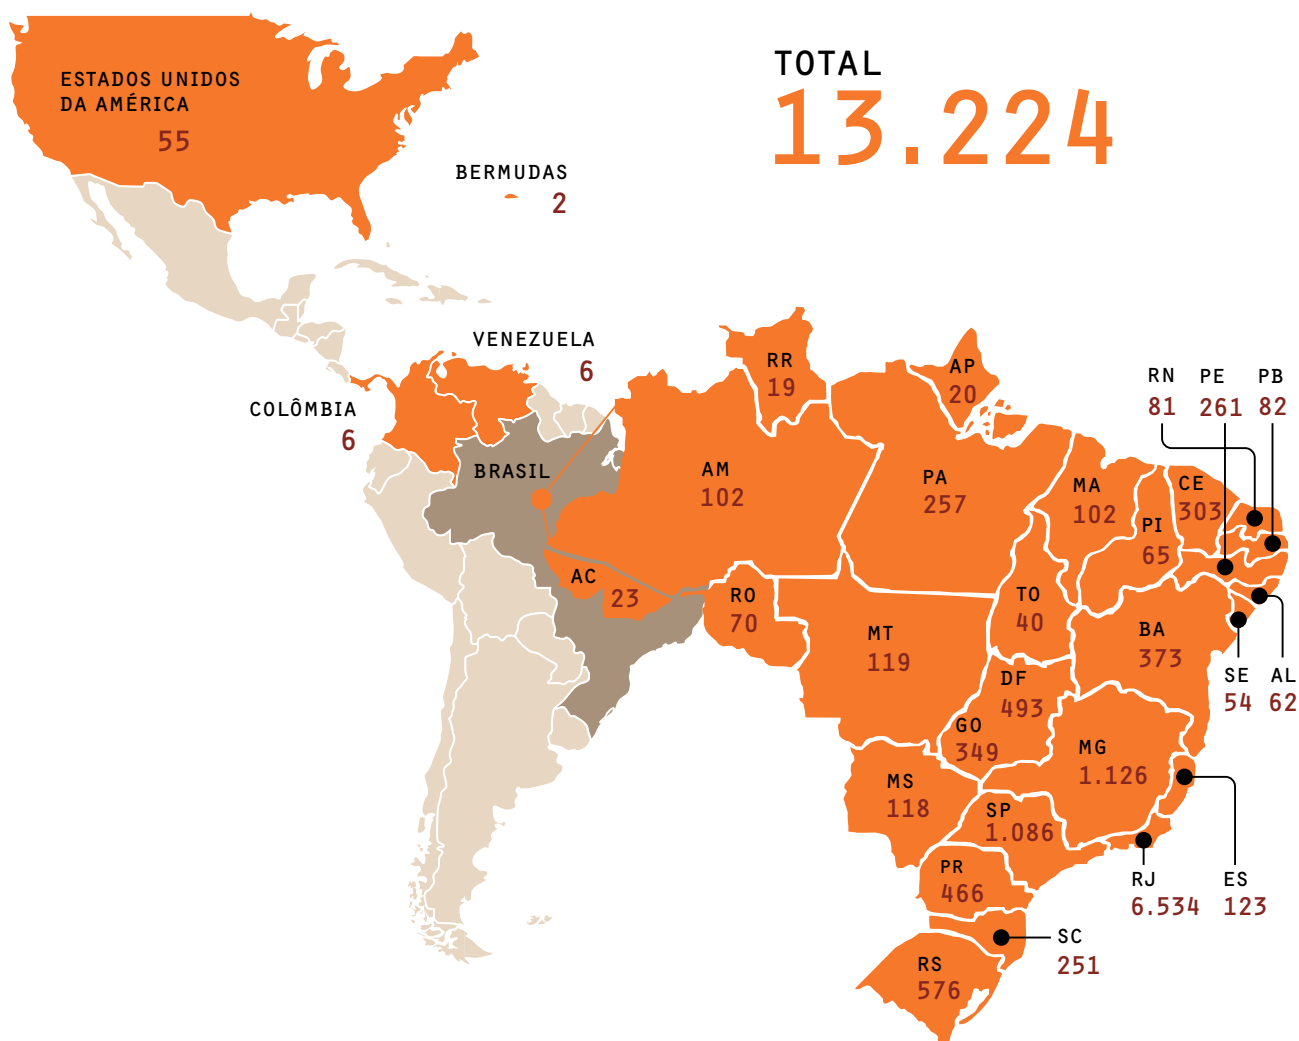 TOTAL
13.224
ESTADOS UNIDOS
DA AMÉRICA
55
BERMUDAS
2
VENEZUELA
6
COLÔMBIA
6
BRASIL
RR
19
AP
20
AM
102
PA
257
MA
102
PI
65
CE
303
RN
81
PE
261
PB
82
AC
23
RO
70
MT
119
TO
40
BA
373
SE
54
AL
62
DF
493
GO
349
MG
1.126
MS
118
SP
1.086
PR
466
RJ
6.534
ES
123
SC
251
RS
576